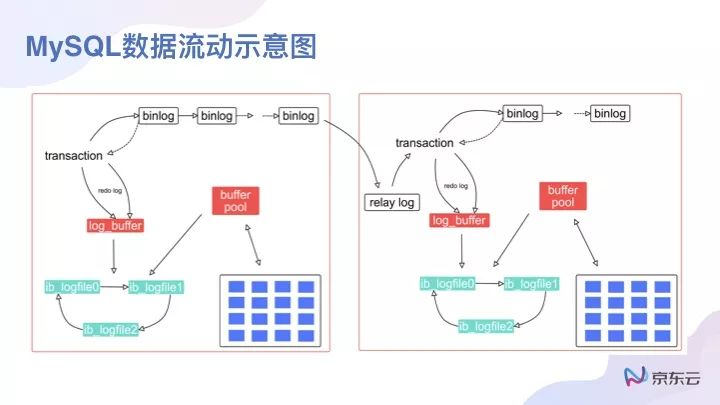 MySQL数据流动示意图
binlog
binlog
binlog
transaction
redo log
buffer
pool
log_buffer
ib_logfile0
ib_logfile1
ib_logfile2
relay log
binlog
binlog
transaction
redo log
buffer
pool
log_buffer
ib_logfile0
ib_logfile1
ib_logfile2
京东云